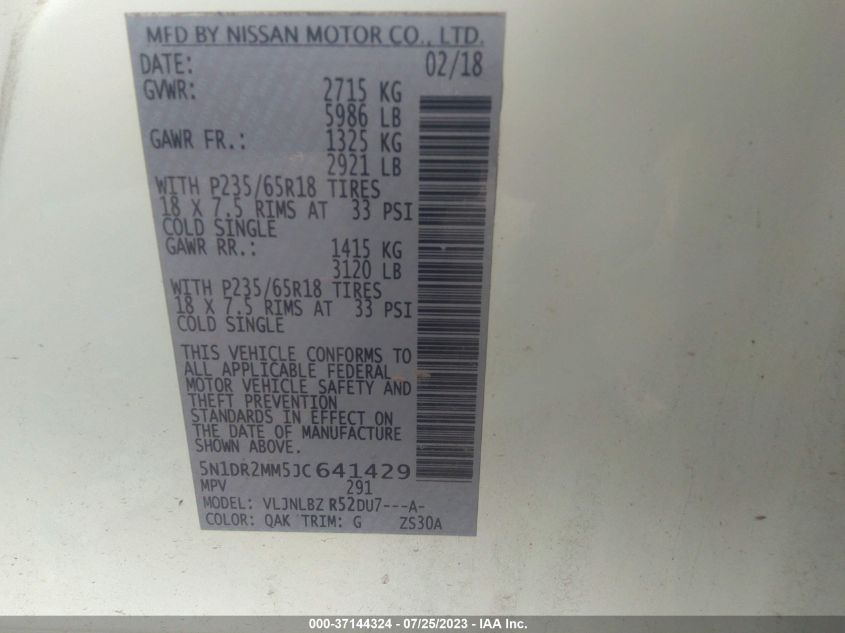 MFD BY NISSAN MOTOR CO., LTD.
DATE: 02/18
GVWR: 2715 KG
5986 LB
GAWR FR.: 1325 KG
2921 LB
WITH P235/65R18 TIRES
18 X 7.5 RIMS AT 33 PSI
COLD SINGLE
GAWR RR.: 1415 KG
3120 LB
WITH P235/65R18 TIRES
18 X 7.5 RIMS AT 33 PSI
COLD SINGLE
THIS VEHICLE CONFORMS TO
ALL APPLICABLE FEDERAL
MOTOR VEHICLE SAFETY AND
THEFT PREVENTION
STANDARDS IN EFFECT ON
THE DATE OF MANUFACTURE
SHOWN ABOVE.
5N1DR2MM5JC641429
MPV 291
MODEL: VLJNLBZ R52DU7---A-
COLOR: QAK TRIM: G ZS30A
000-37144324 - 07/25/2023 - IAA Inc.